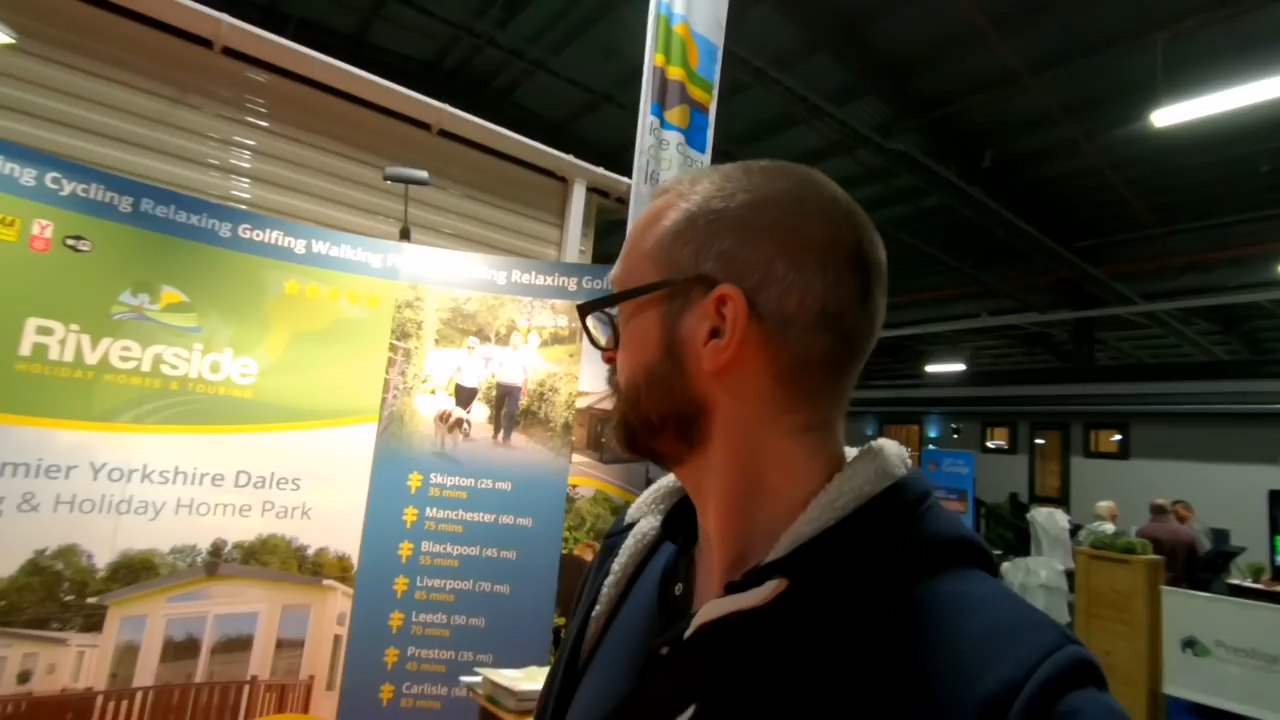 Cycling Relaxing Golfing Walking
Relaxing
Riverside
HOLIDAY HOMES & TOURING
Yorkshire Dales
& Holiday Home Park
Skipton (25 mi)
35 mins
Manchester (60 mi)
75 mins
Blackpool (45 mi)
55 mins
Liverpool (70 mi)
85 mins
Leeds (50 mi)
70 mins
Preston (35 mi)
45 mins
Carlisle
83 mins